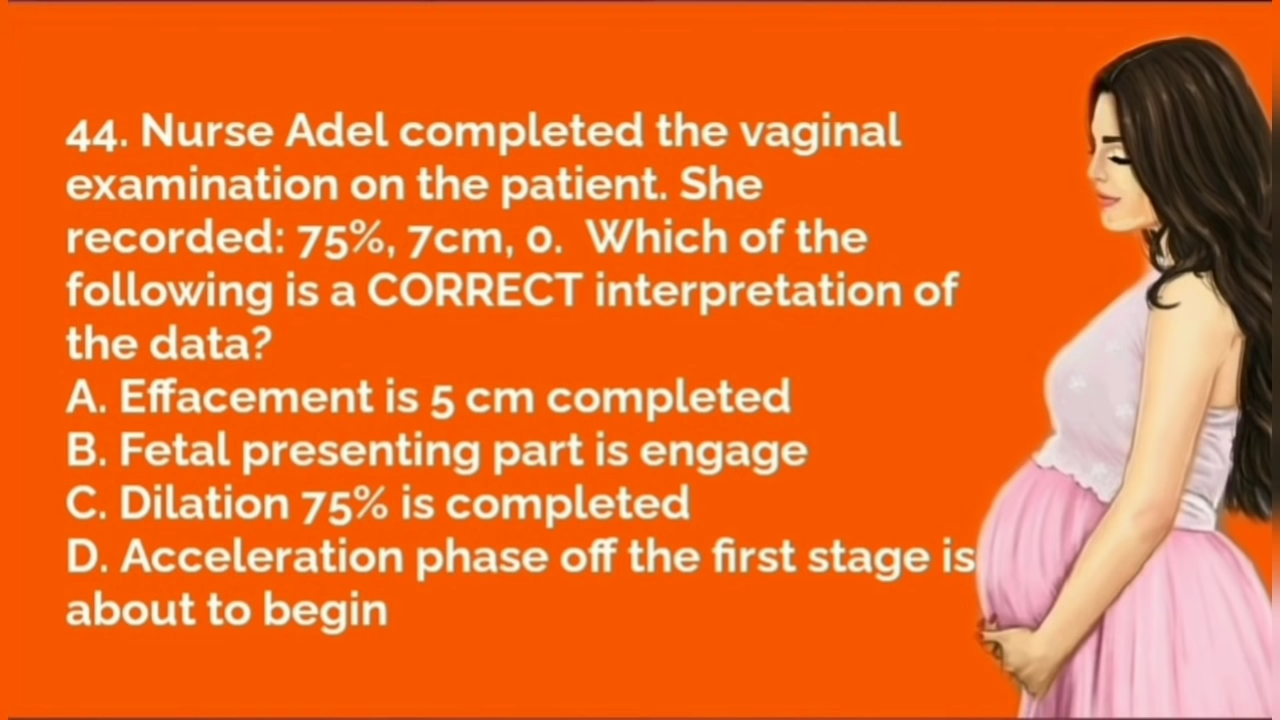 44. Nurse Adel completed the vaginal
examination on the patient. She
recorded: 75%, 7cm, 0. Which of the
following is a CORRECT interpretation of
the data?
A. Effacement is 5 cm completed
B. Fetal presenting part is engage
C. Dilation 75% is completed
D. Acceleration phase off the first stage is
about to begin